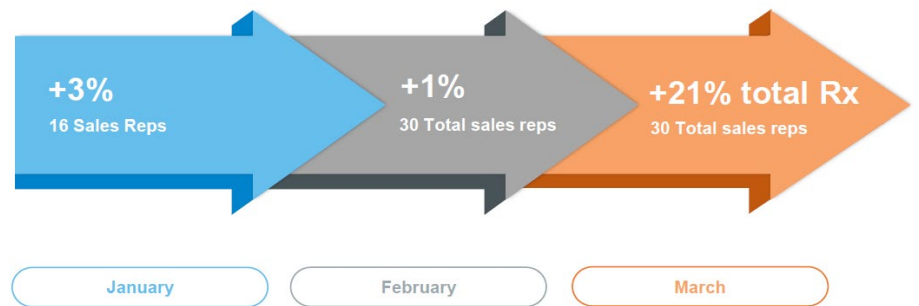 +3%
16 Sales Reps
+1%
30 Total sales reps
+21% total Rx
30 Total sales reps
January
February
March